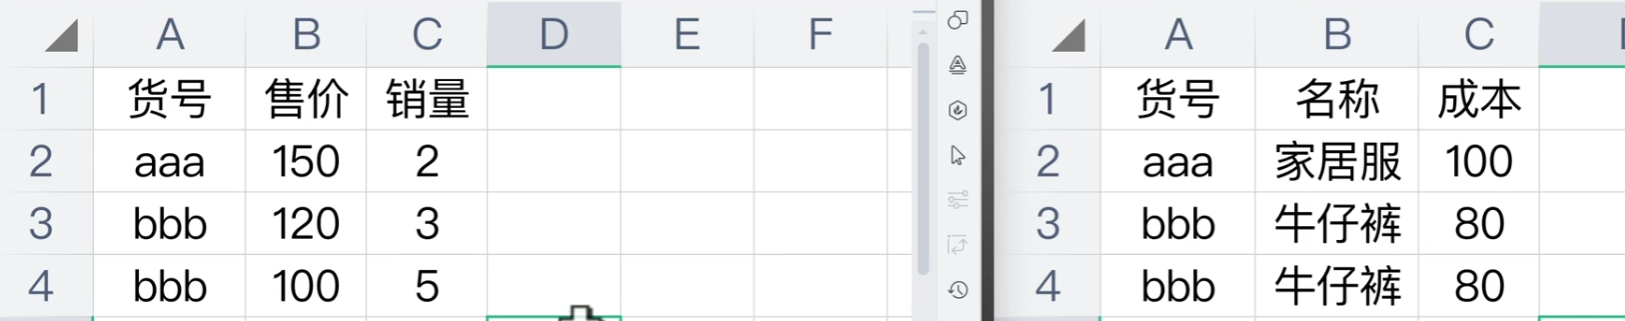 A B C D E F
1 货号 售价 销量
2 aaa 150 2
3 bbb 120 3
4 bbb 100 5
A B C
1 货号 名称 成本
2 aaa 家居服 100
3 bbb 牛仔裤 80
4 bbb 牛仔裤 80